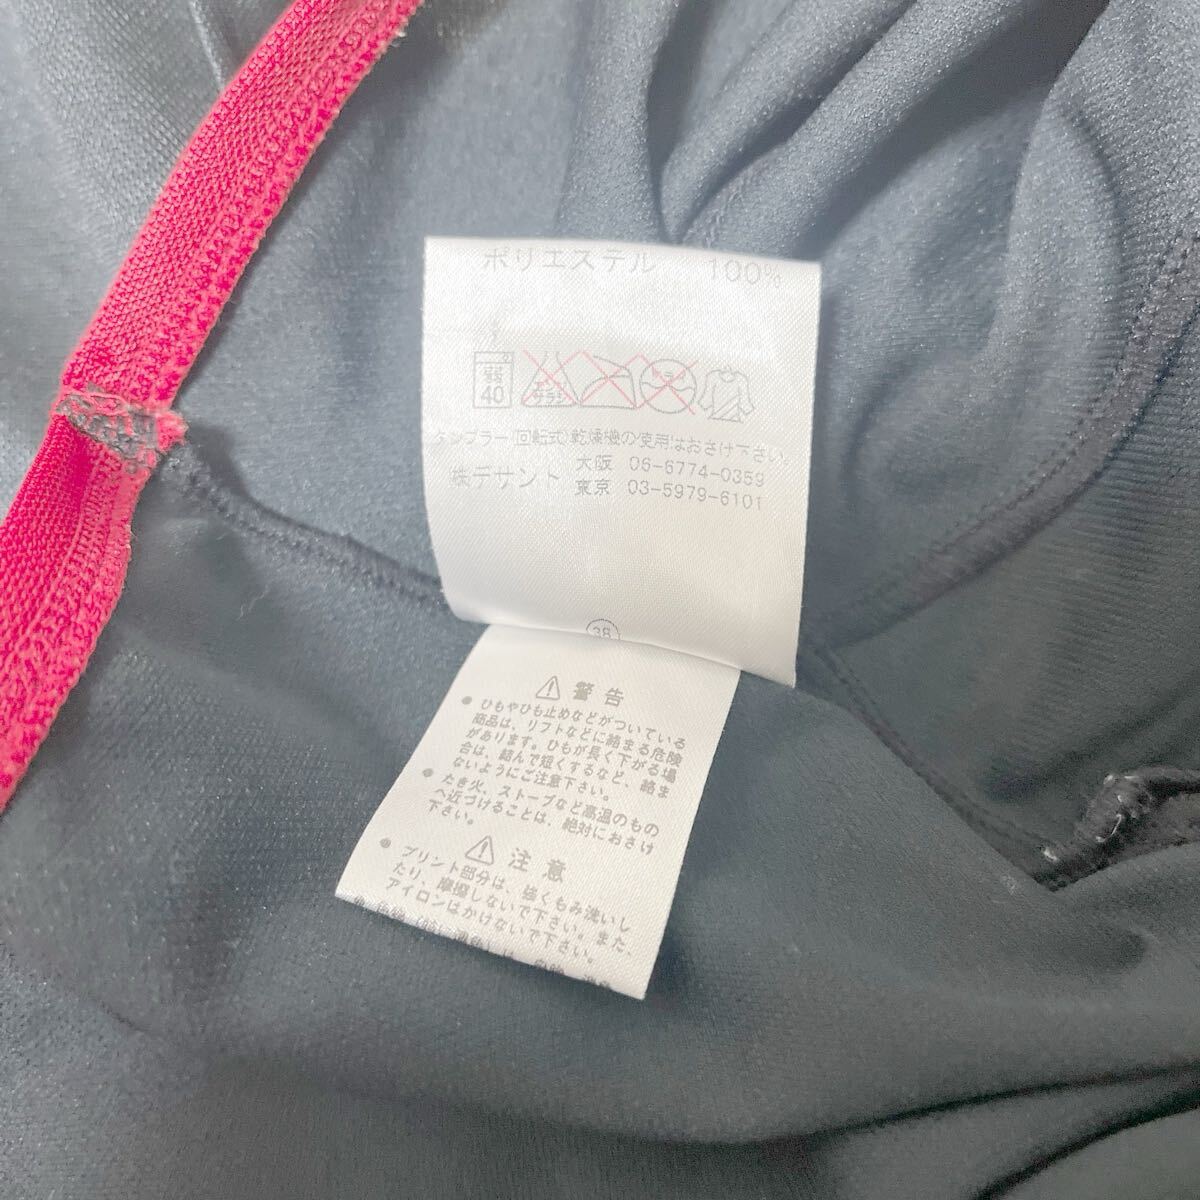 ポリエステル 100%
弱
40
サラシ
タンブラー(回転式)乾燥機の使用はおさけ下さい。
㈱デサント 大阪 06-6774-0359
東京 03-5979-6101
38
⚠ 警告
● ひもやひも止めなどがついている
商品は、リフトなどに絡まる危険
があります。ひもが長く下がる場
合は、結んで短くするなど、絡ま
ないようにご注意下さい。
● たき火、ストーブなど高温のもの
へ近づけることは、絶対におさけ
下さい。
⚠ 注意
● プリント部分は、強くもみ洗いし
たり、摩擦しないで下さい。また、
アイロンはかけないで下さい。